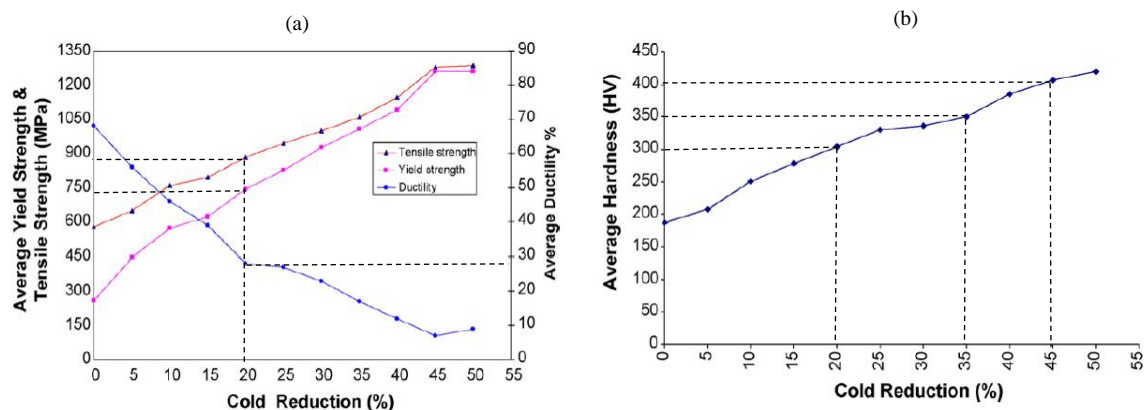 (a)
Average Yield Strength &
Tensile Strength (MPa)
1350
1200
1050
900
750
600
450
300
150
0
90
80
70
60
50
40
30
20
10
0
Average Ductility %
Tensile strength
Yield strength
Ductility
0 5 10 15 20 25 30 35 40 45 50 55
Cold Reduction (%)
(b)
Average Hardness (HV)
450
400
350
300
250
200
150
100
50
0
0 5 10 15 20 25 30 35 40 45 50 55
Cold Reduction (%)